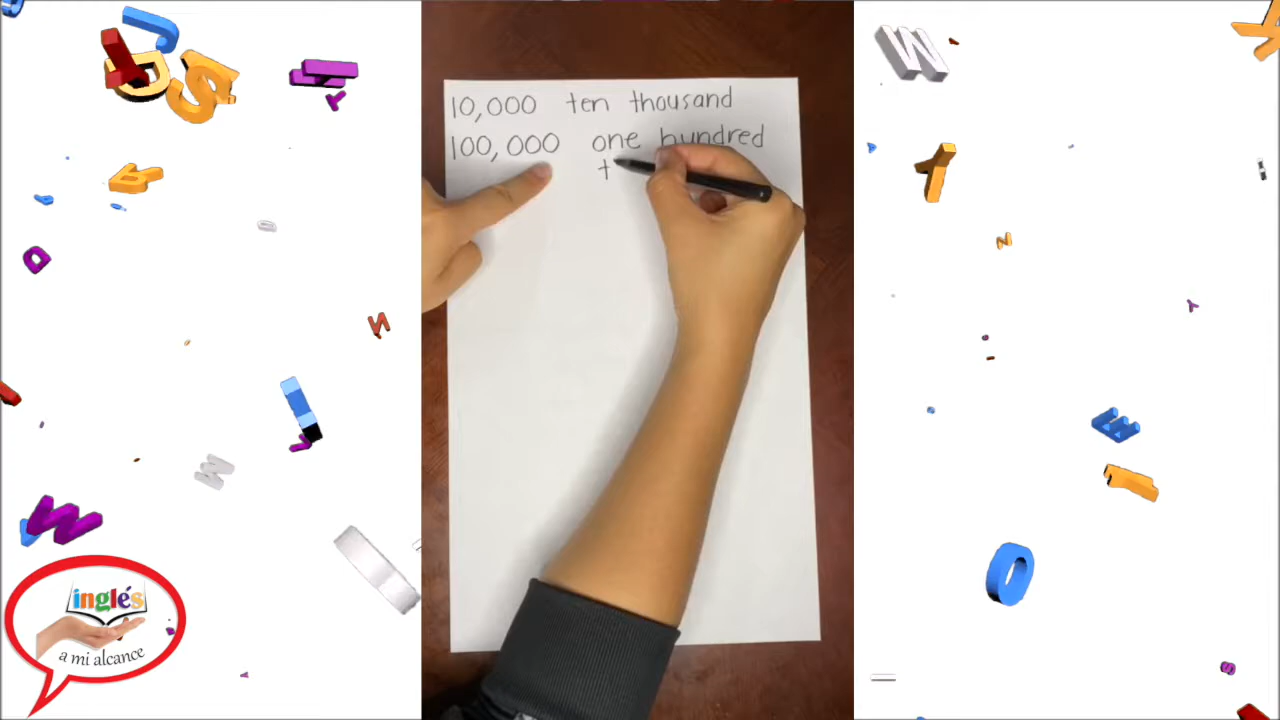 10,000 ten thousand
100,000 one hundred
t
inglés
a mi alcance